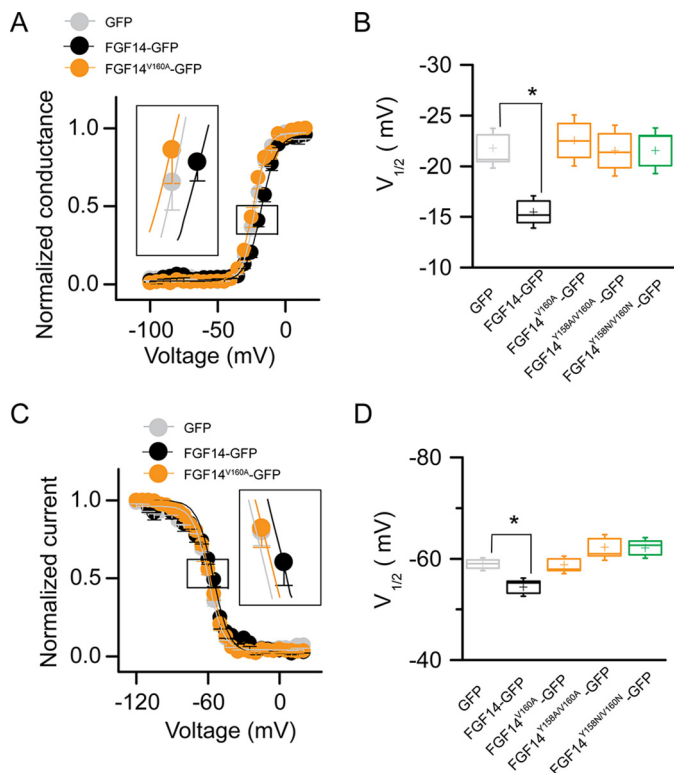 A
GFP
FGF14-GFP
FGF14V160A-GFP
Normalized conductance
1.0
0.5
0.0
-100 -50 0
Voltage (mV)
B
V1/2 ( mV)
-30
-25
-20
-15
-10
*
GFP
FGF14-GFP
FGF14V160A-GFP
FGF14Y158A/V160A-GFP
FGF14Y158N/V160N-GFP
C
GFP
FGF14-GFP
FGF14V160A-GFP
Normalized current
1.0
0.5
0.0
-120 -60 0
Voltage (mV)
D
V1/2 ( mV)
-80
-60
-40
*
GFP
FGF14-GFP
FGF14V160A-GFP
FGF14Y158A/V160A-GFP
FGF14Y158N/V160N-GFP